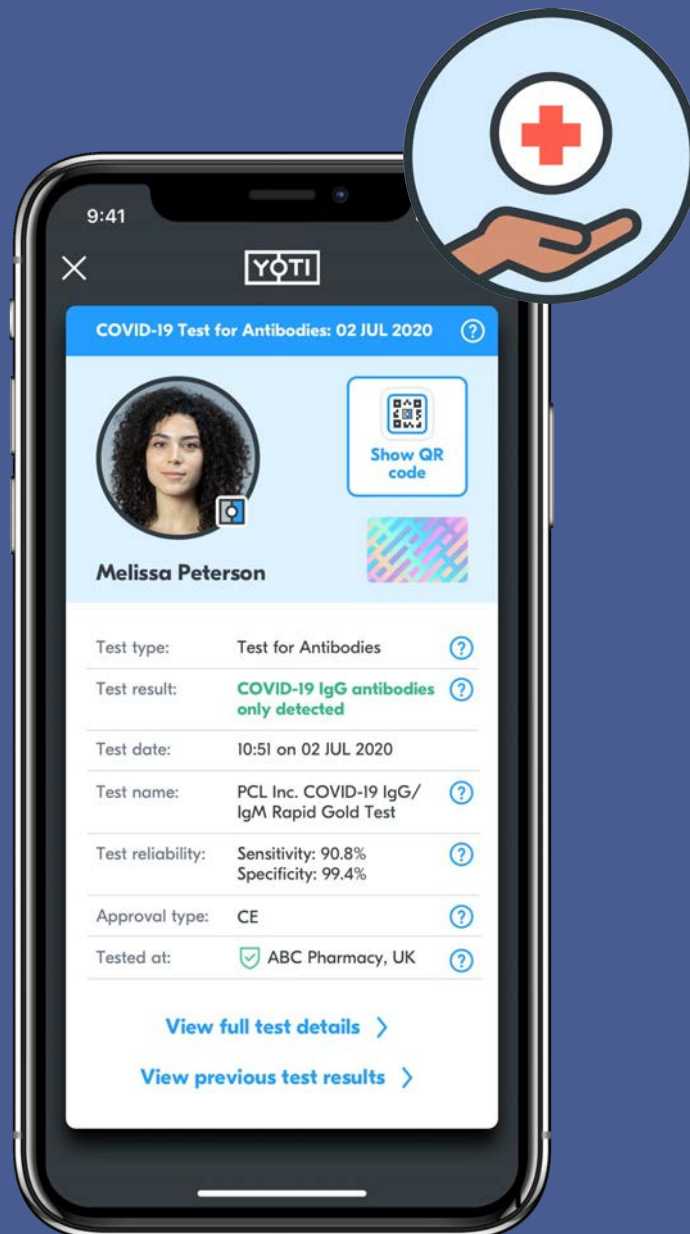 9:41
YOTI
COVID-19 Test for Antibodies: 02 JUL 2020 ?
Show QR
code
Melissa Peterson
Test type: Test for Antibodies ?
Test result: COVID-19 IgG antibodies ?
only detected
Test date: 10:51 on 02 JUL 2020
Test name: PCL Inc. COVID-19 IgG/ ?
IgM Rapid Gold Test
Test reliability: Sensitivity: 90.8% ?
Specificity: 99.4%
Approval type: CE ?
Tested at: ABC Pharmacy, UK ?
View full test details
View previous test results